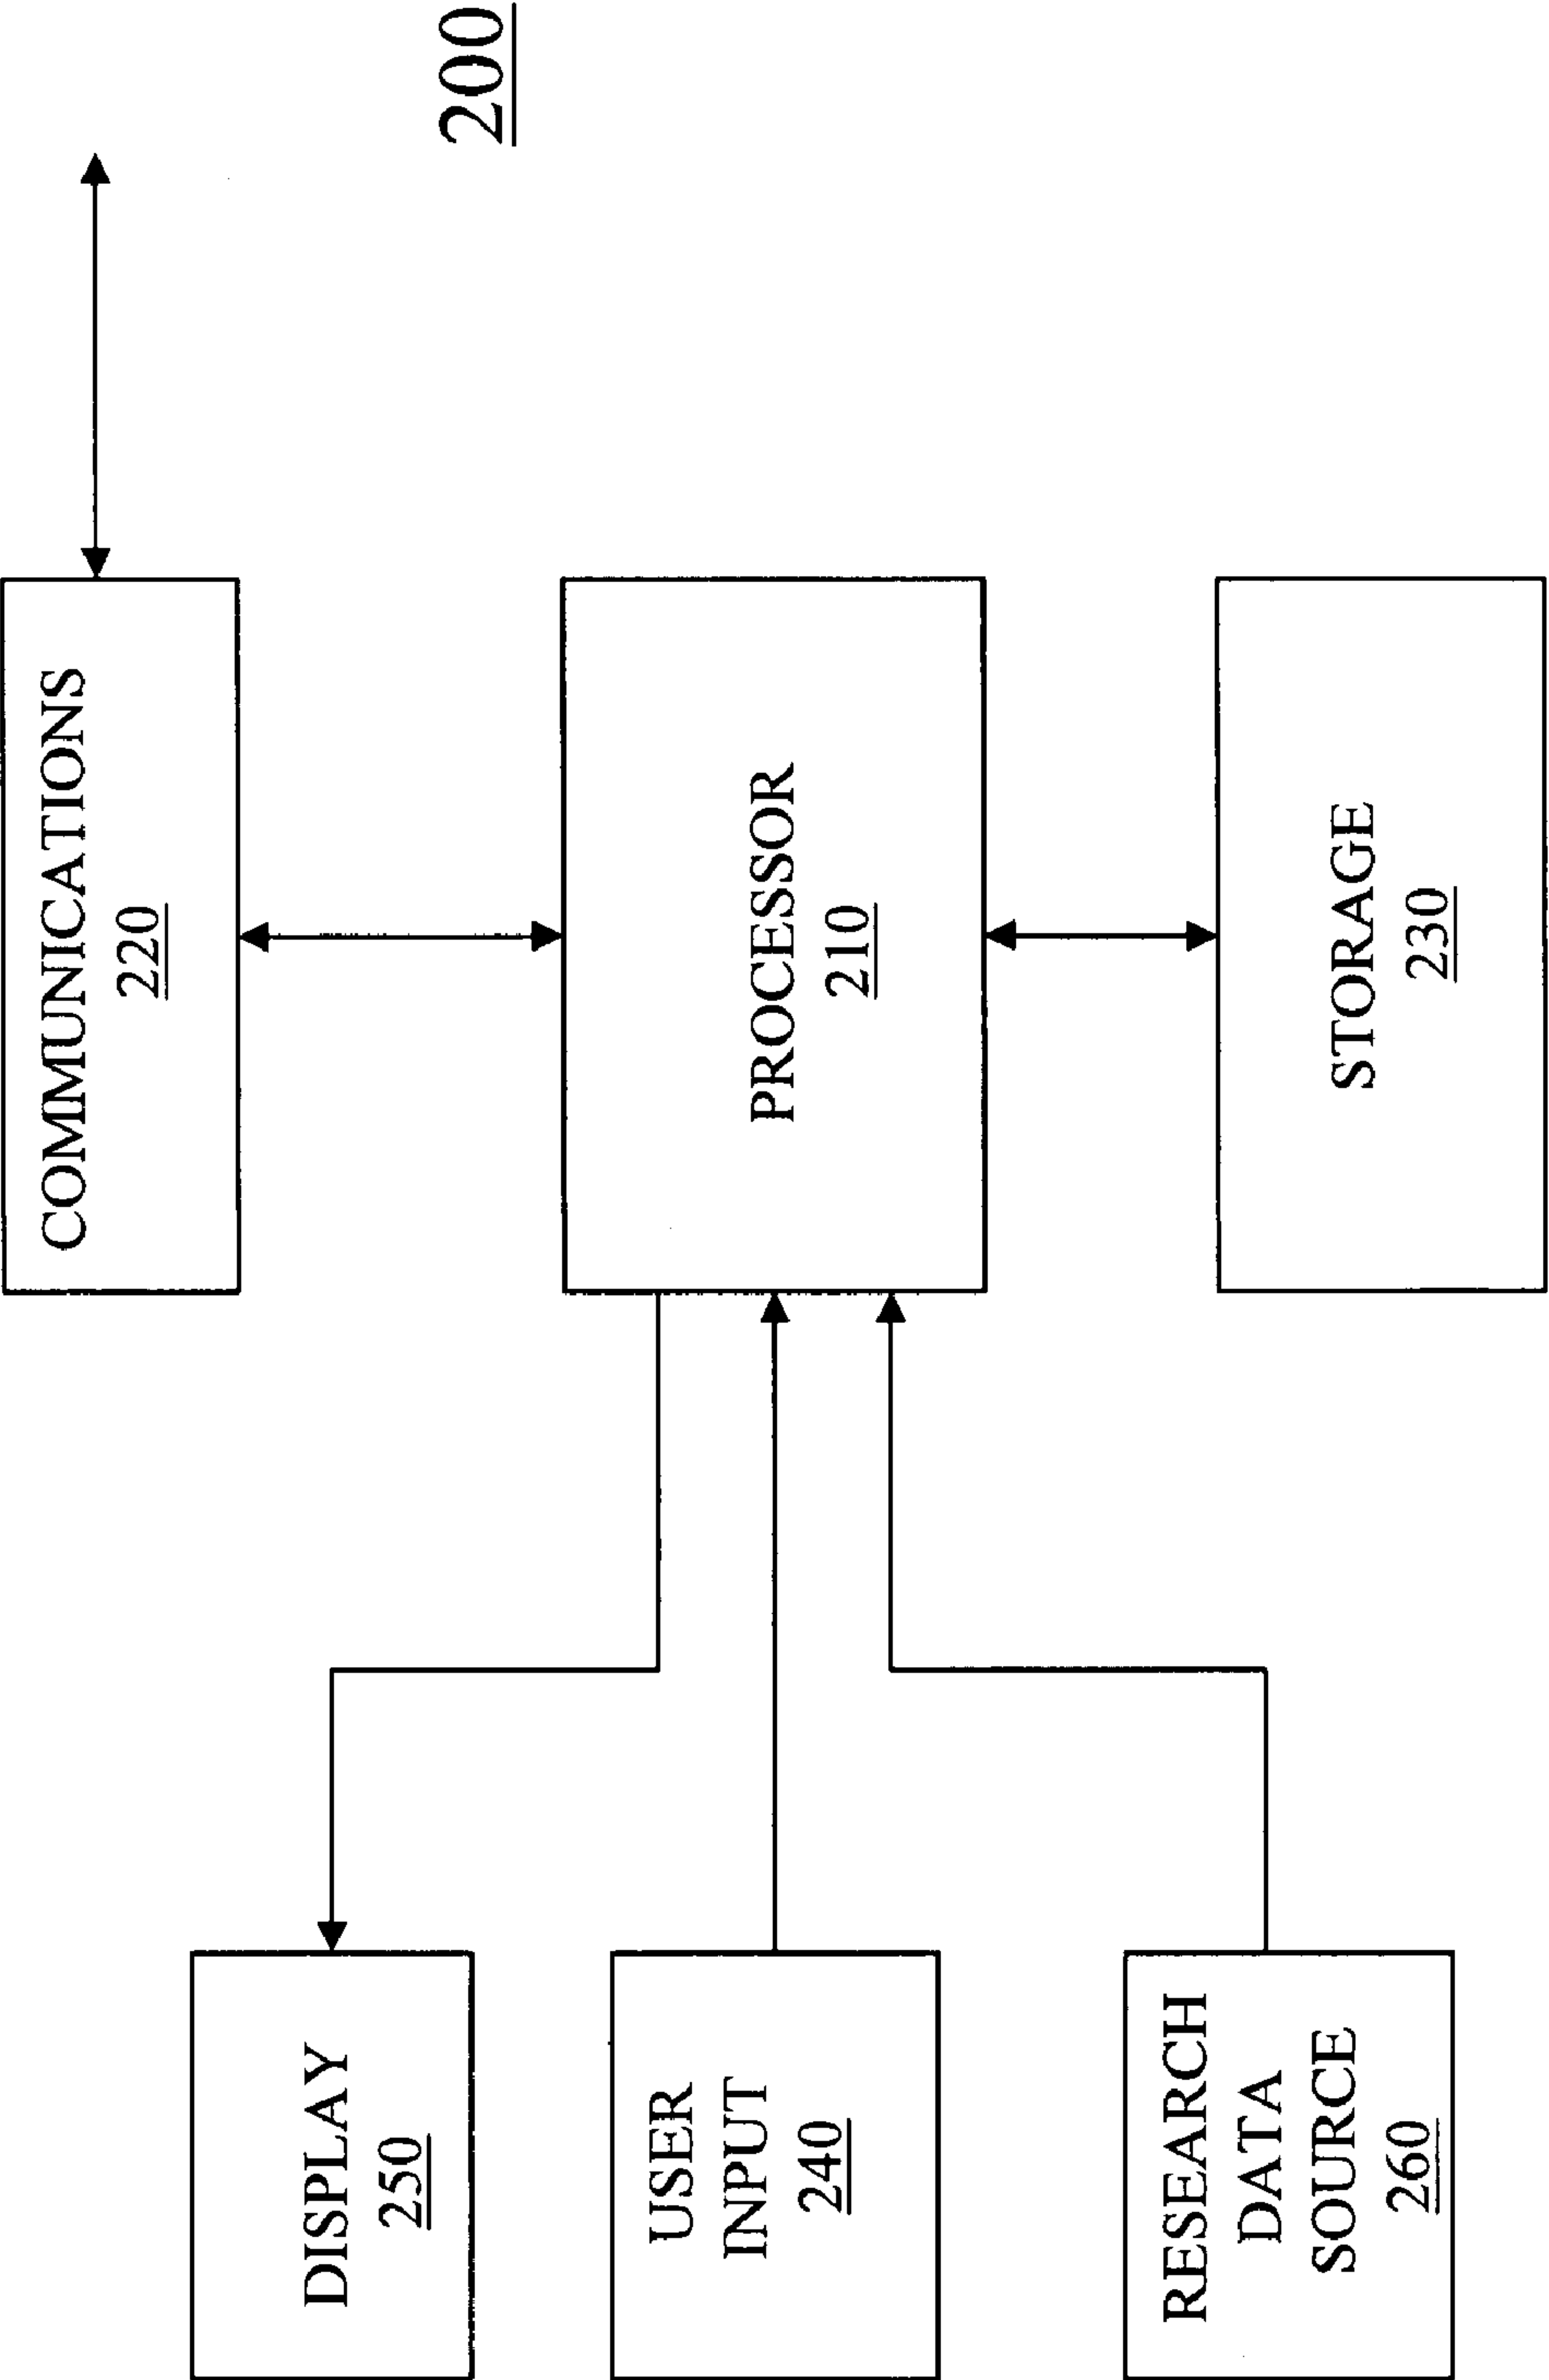 200
COMMUNICATIONS
220
PROCESSOR
210
STORAGE
230
DISPLAY
250
USER
INPUT
240
RESEARCH
DATA
SOURCE
260